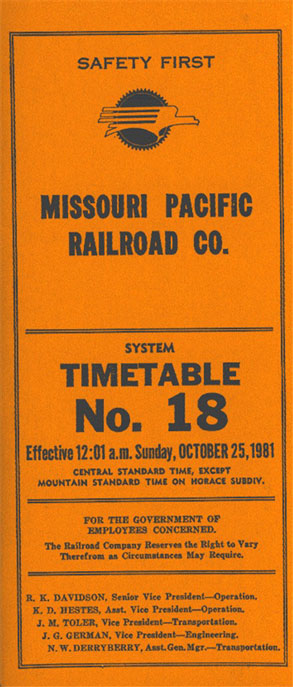 SAFETY FIRST
MISSOURI PACIFIC
RAILROAD CO.
SYSTEM
TIMETABLE
No. 18
Effective 12:01 a.m. Sunday, OCTOBER 25, 1981
CENTRAL STANDARD TIME, EXCEPT
MOUNTAIN STANDARD TIME ON HORACE SUBDIV.
FOR THE GOVERNMENT OF
EMPLOYEES CONCERNED.
The Railroad Company Reserves the Right to Vary
Therefrom as Circumstances May Require.
R. K. DAVIDSON, Senior Vice President—Operation.
K. D. HESTES, Asst. Vice President—Operation.
J. M. TOLER, Vice President—Transportation.
J. G. GERMAN, Vice President—Engineering.
N. W. DERRYBERRY, Asst. Gen. Mgr.—Transportation.